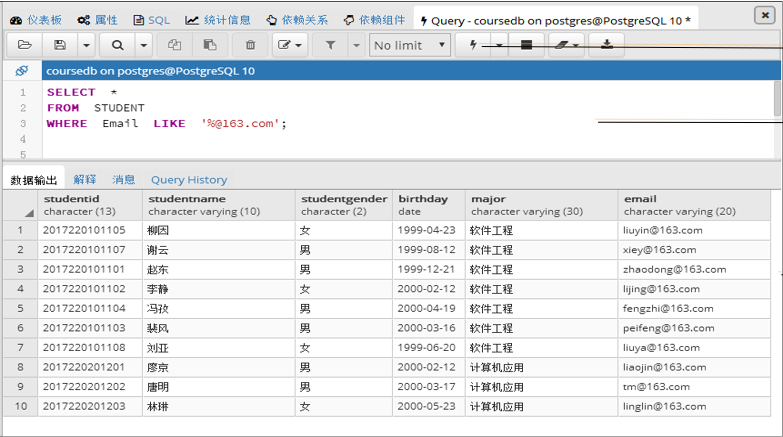 仪表板 属性 SQL 统计信息 依赖关系 依赖组件 Query - coursedb on postgres@PostgreSQL 10 *
No limit
coursedb on postgres@PostgreSQL 10
1 SELECT *
2 FROM STUDENT
3 WHERE Email LIKE '%@163.com';
4
5
数据输出 解释 消息 Query History
studentid studentname studentgender birthday major email
character (13) character varying (10) character (2) date character varying (30) character varying (20)
1 2017220101105 柳因 女 1999-04-23 软件工程 liuyin@163.com
2 2017220101107 谢云 男 1999-08-12 软件工程 xiey@163.com
3 2017220101101 赵东 男 1999-12-21 软件工程 zhaodong@163.com
4 2017220101102 李静 女 2000-02-12 软件工程 lijing@163.com
5 2017220101104 冯孜 男 2000-04-19 软件工程 fengzhi@163.com
6 2017220101103 裴风 男 2000-03-16 软件工程 peifeng@163.com
7 2017220101108 刘亚 女 1999-06-20 软件工程 liuya@163.com
8 2017220201201 廖京 男 2000-02-12 计算机应用 liaojin@163.com
9 2017220201202 唐明 男 2000-03-17 计算机应用 tm@163.com
10 2017220201203 林琳 女 2000-05-23 计算机应用 linglin@163.com